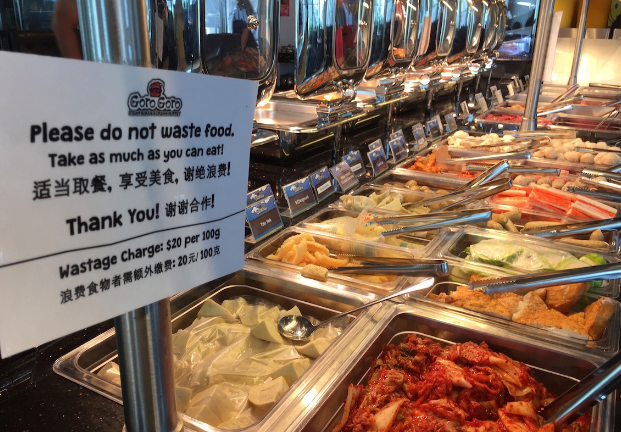 Goro Goro
Please do not waste food.
Take as much as you can eat!
适当取餐, 享受美食, 谢绝浪费!
Thank You! 谢谢合作!
Wastage Charge: $20 per 100g
浪费食物者需额外缴费: 20元/ 100克